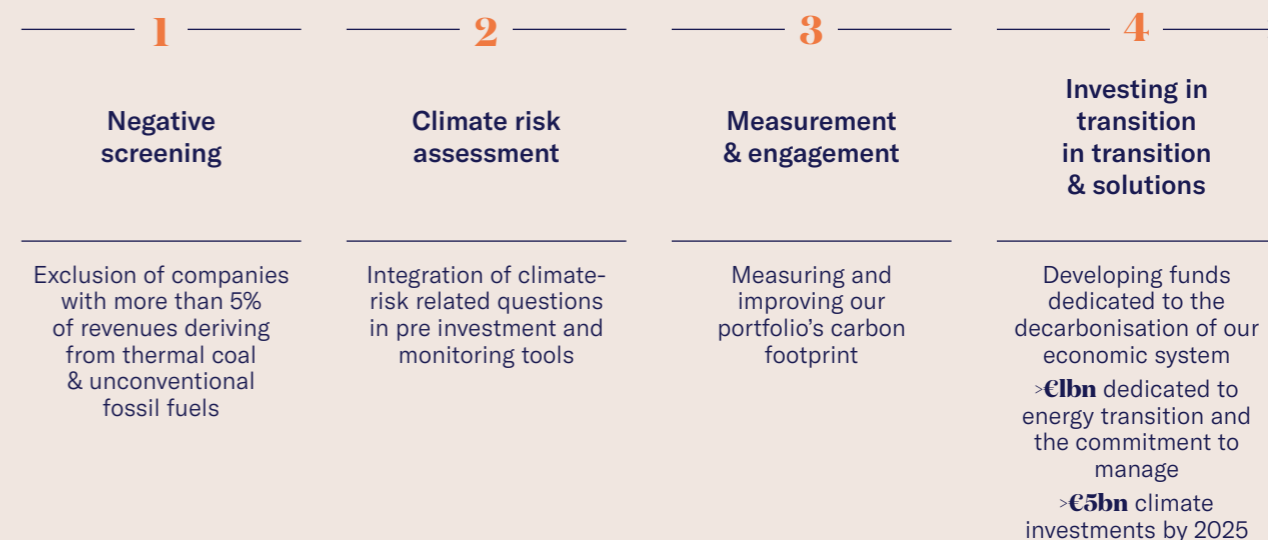 1
Negative
screening
Exclusion of companies
with more than 5%
of revenues deriving
from thermal coal
& unconventional
fossil fuels
2
Climate risk
assessment
Integration of climate-
risk related questions
in pre investment and
monitoring tools
3
Measurement
& engagement
Measuring and
improving our
portfolio's carbon
footprint
4
Investing in
transition
in transition
& solutions
Developing funds
dedicated to the
decarbonisation of our
economic system
>€1bn dedicated to
energy transition and
the commitment to
manage
>€5bn climate
investments by 2025